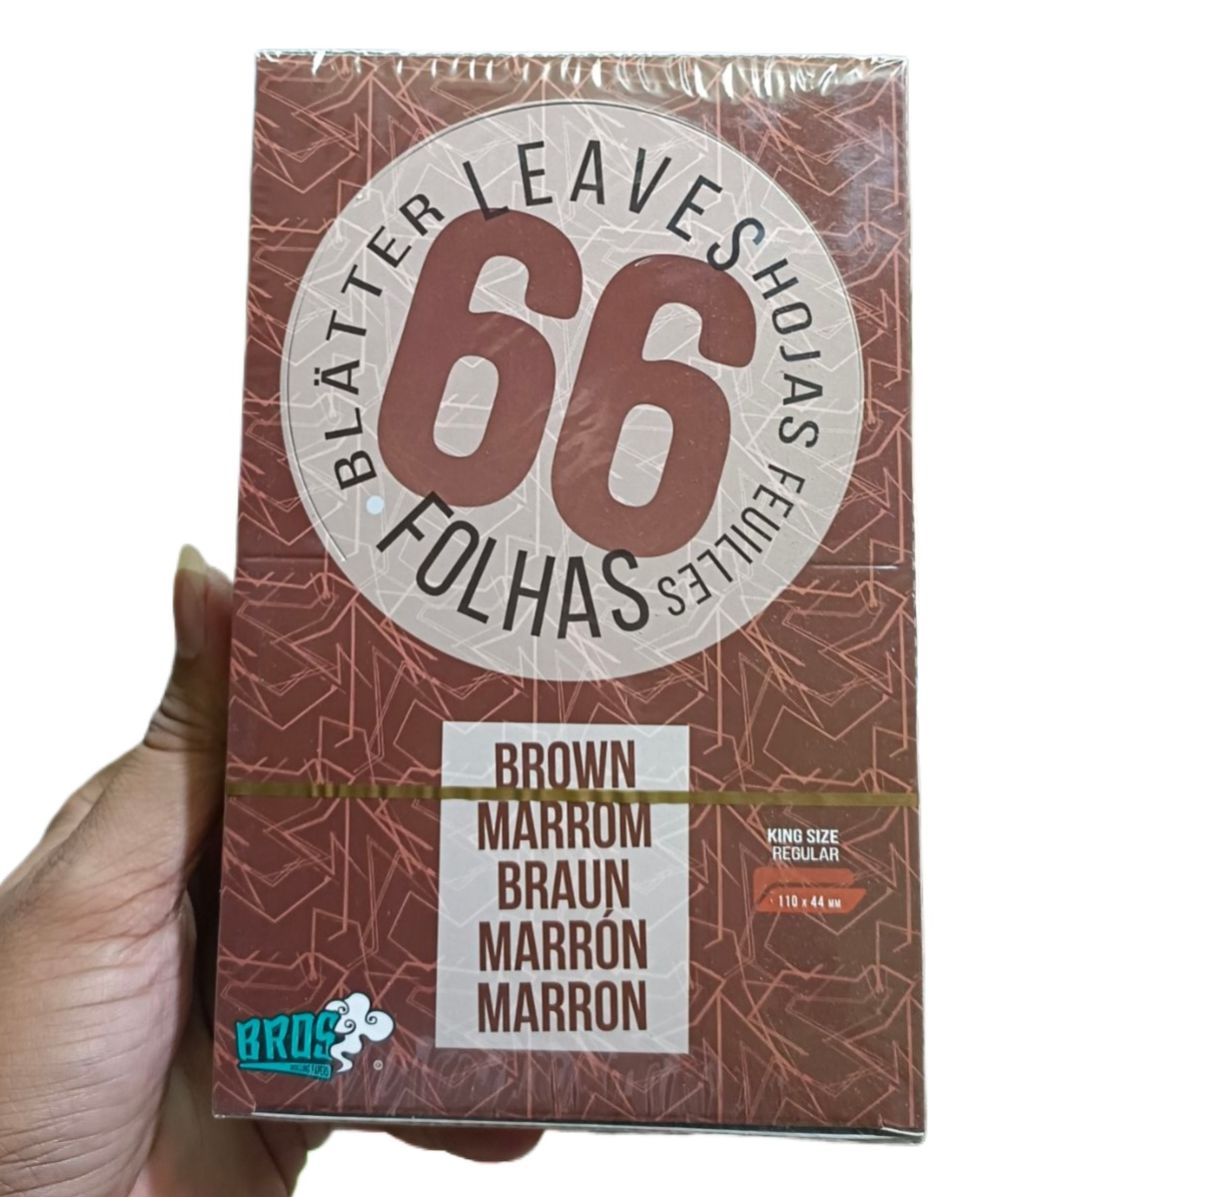 BLÄTTER LEAVES HOJAS FEUILLES
66
FOLHAS
BROWN
MARROM
BRAUN
MARRÓN
MARRON
KING SIZE
REGULAR
110 x 44 MM
BROS
©